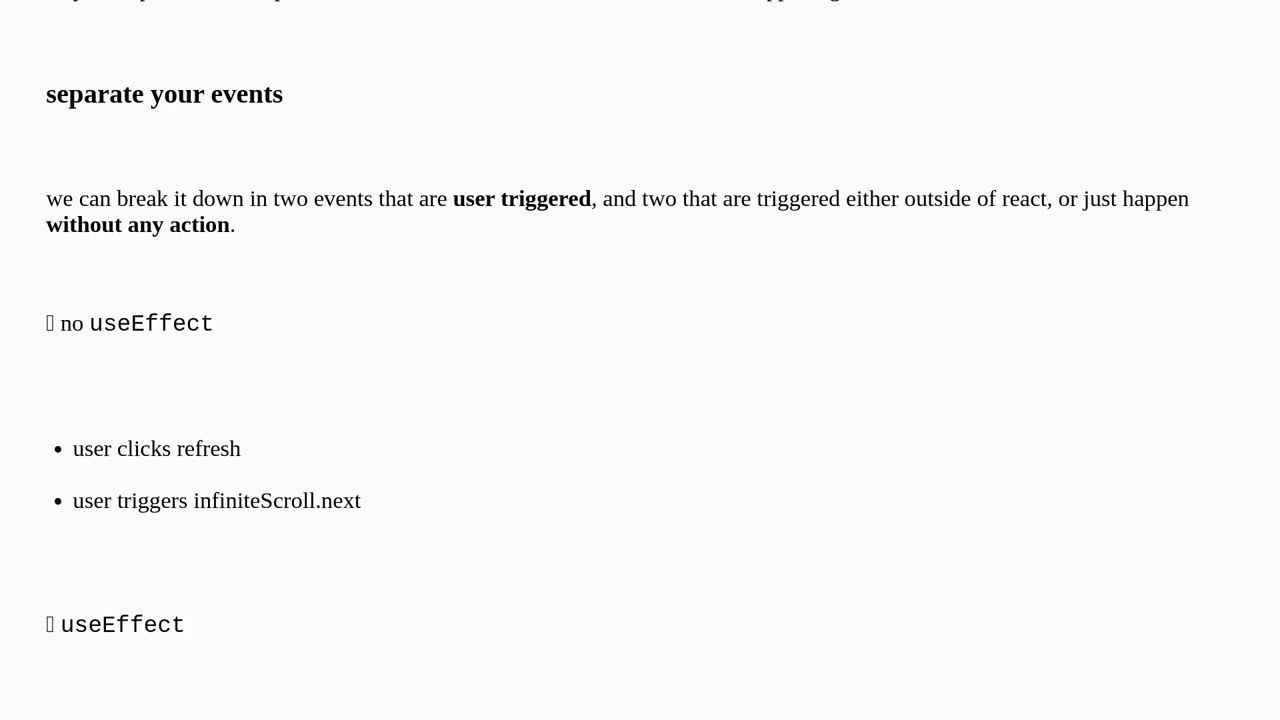 separate your events
we can break it down in two events that are user triggered, and two that are triggered either outside of react, or just happen
without any action.
no useEffect
• user clicks refresh
• user triggers infiniteScroll.next
useEffect